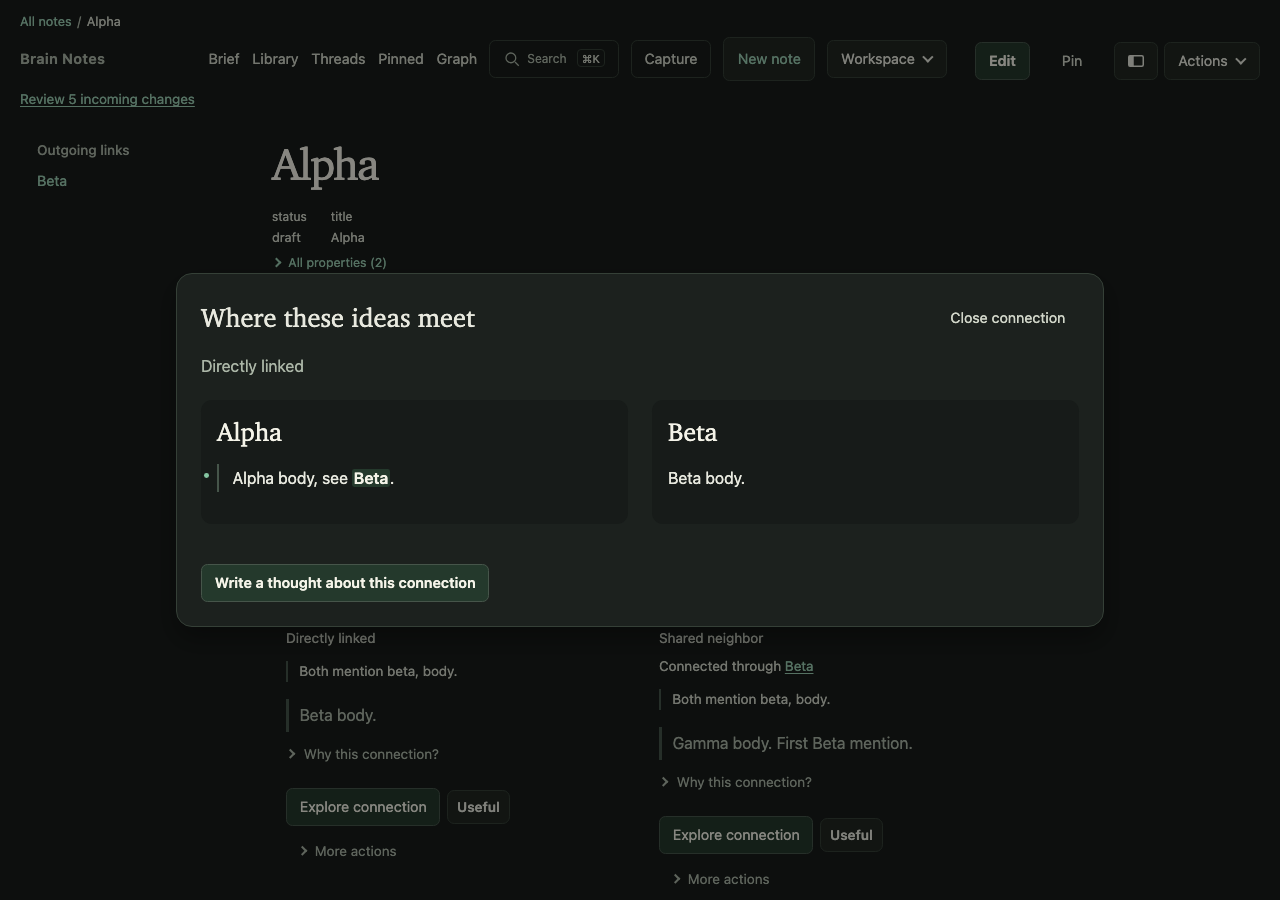 All notes / Alpha
Brain Notes
Brief Library Threads Pinned Graph Search ⌘K Capture New note Workspace Edit Pin Actions
Review 5 incoming changes
Outgoing links
Beta
Alpha
status title
draft Alpha
All properties (2)
Where these ideas meet
Close connection
Directly linked
Alpha
Alpha body, see Beta.
Beta
Beta body.
Write a thought about this connection
Directly linked
Both mention beta, body.
Beta body.
Why this connection?
Explore connection Useful
More actions
Shared neighbor
Connected through Beta
Both mention beta, body.
Gamma body. First Beta mention.
Why this connection?
Explore connection Useful
More actions